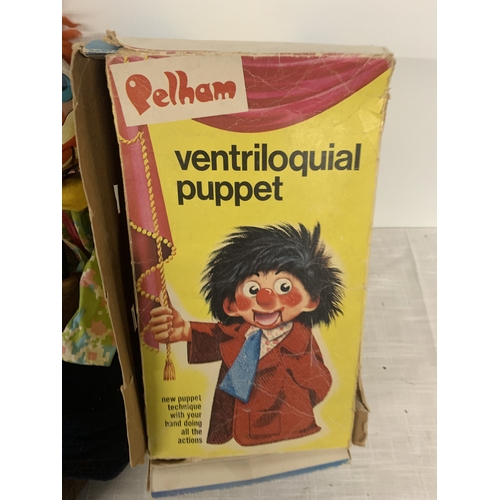 Pelham
ventriloquial
puppet
new puppet
technique
with your
hand doing
all the
actions